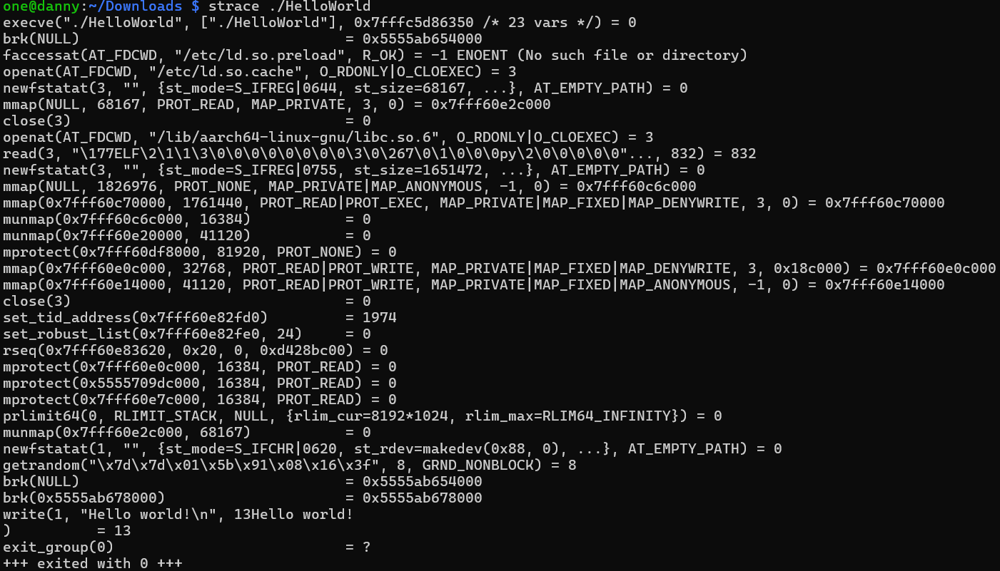 one@danny:~/Downloads $ strace ./HelloWorld
execve("./HelloWorld", ["./HelloWorld"], 0x7fffc5d86350 /* 23 vars */) = 0
brk(NULL)                               = 0x5555ab654000
faccessat(AT_FDCWD, "/etc/ld.so.preload", R_OK) = -1 ENOENT (No such file or directory)
openat(AT_FDCWD, "/etc/ld.so.cache", O_RDONLY|O_CLOEXEC) = 3
newfstatat(3, "", {st_mode=S_IFREG|0644, st_size=68167, ...}, AT_EMPTY_PATH) = 0
mmap(NULL, 68167, PROT_READ, MAP_PRIVATE, 3, 0) = 0x7fff60e2c000
close(3)                                = 0
openat(AT_FDCWD, "/lib/aarch64-linux-gnu/libc.so.6", O_RDONLY|O_CLOEXEC) = 3
read(3, "\177ELF\2\1\1\3\0\0\0\0\0\0\0\0\3\0\267\0\1\0\0\0py\2\0\0\0\0\0"..., 832) = 832
newfstatat(3, "", {st_mode=S_IFREG|0755, st_size=1651472, ...}, AT_EMPTY_PATH) = 0
mmap(NULL, 1826976, PROT_NONE, MAP_PRIVATE|MAP_ANONYMOUS, -1, 0) = 0x7fff60c6c000
mmap(0x7fff60c70000, 1761440, PROT_READ|PROT_EXEC, MAP_PRIVATE|MAP_FIXED|MAP_DENYWRITE, 3, 0) = 0x7fff60c70000
munmap(0x7fff60c6c000, 16384)           = 0
munmap(0x7fff60e20000, 41120)           = 0
mprotect(0x7fff60df8000, 81920, PROT_NONE) = 0
mmap(0x7fff60e0c000, 32768, PROT_READ|PROT_WRITE, MAP_PRIVATE|MAP_FIXED|MAP_DENYWRITE, 3, 0x18c000) = 0x7fff60e0c000
mmap(0x7fff60e14000, 41120, PROT_READ|PROT_WRITE, MAP_PRIVATE|MAP_FIXED|MAP_ANONYMOUS, -1, 0) = 0x7fff60e14000
close(3)                                = 0
set_tid_address(0x7fff60e82fd0)         = 1974
set_robust_list(0x7fff60e82fe0, 24)     = 0
rseq(0x7fff60e83620, 0x20, 0, 0xd428bc00) = 0
mprotect(0x7fff60e0c000, 16384, PROT_READ) = 0
mprotect(0x5555709dc000, 16384, PROT_READ) = 0
mprotect(0x7fff60e7c000, 16384, PROT_READ) = 0
prlimit64(0, RLIMIT_STACK, NULL, {rlim_cur=8192*1024, rlim_max=RLIM64_INFINITY}) = 0
munmap(0x7fff60e2c000, 68167)           = 0
newfstatat(1, "", {st_mode=S_IFCHR|0620, st_rdev=makedev(0x88, 0), ...}, AT_EMPTY_PATH) = 0
getrandom("\x7d\x7d\x01\x5b\x91\x08\x16\x3f", 8, GRND_NONBLOCK) = 8
brk(NULL)                               = 0x5555ab654000
brk(0x5555ab678000)                     = 0x5555ab678000
write(1, "Hello world!\n", 13Hello world!
)          = 13
exit_group(0)                           = ?
+++ exited with 0 +++